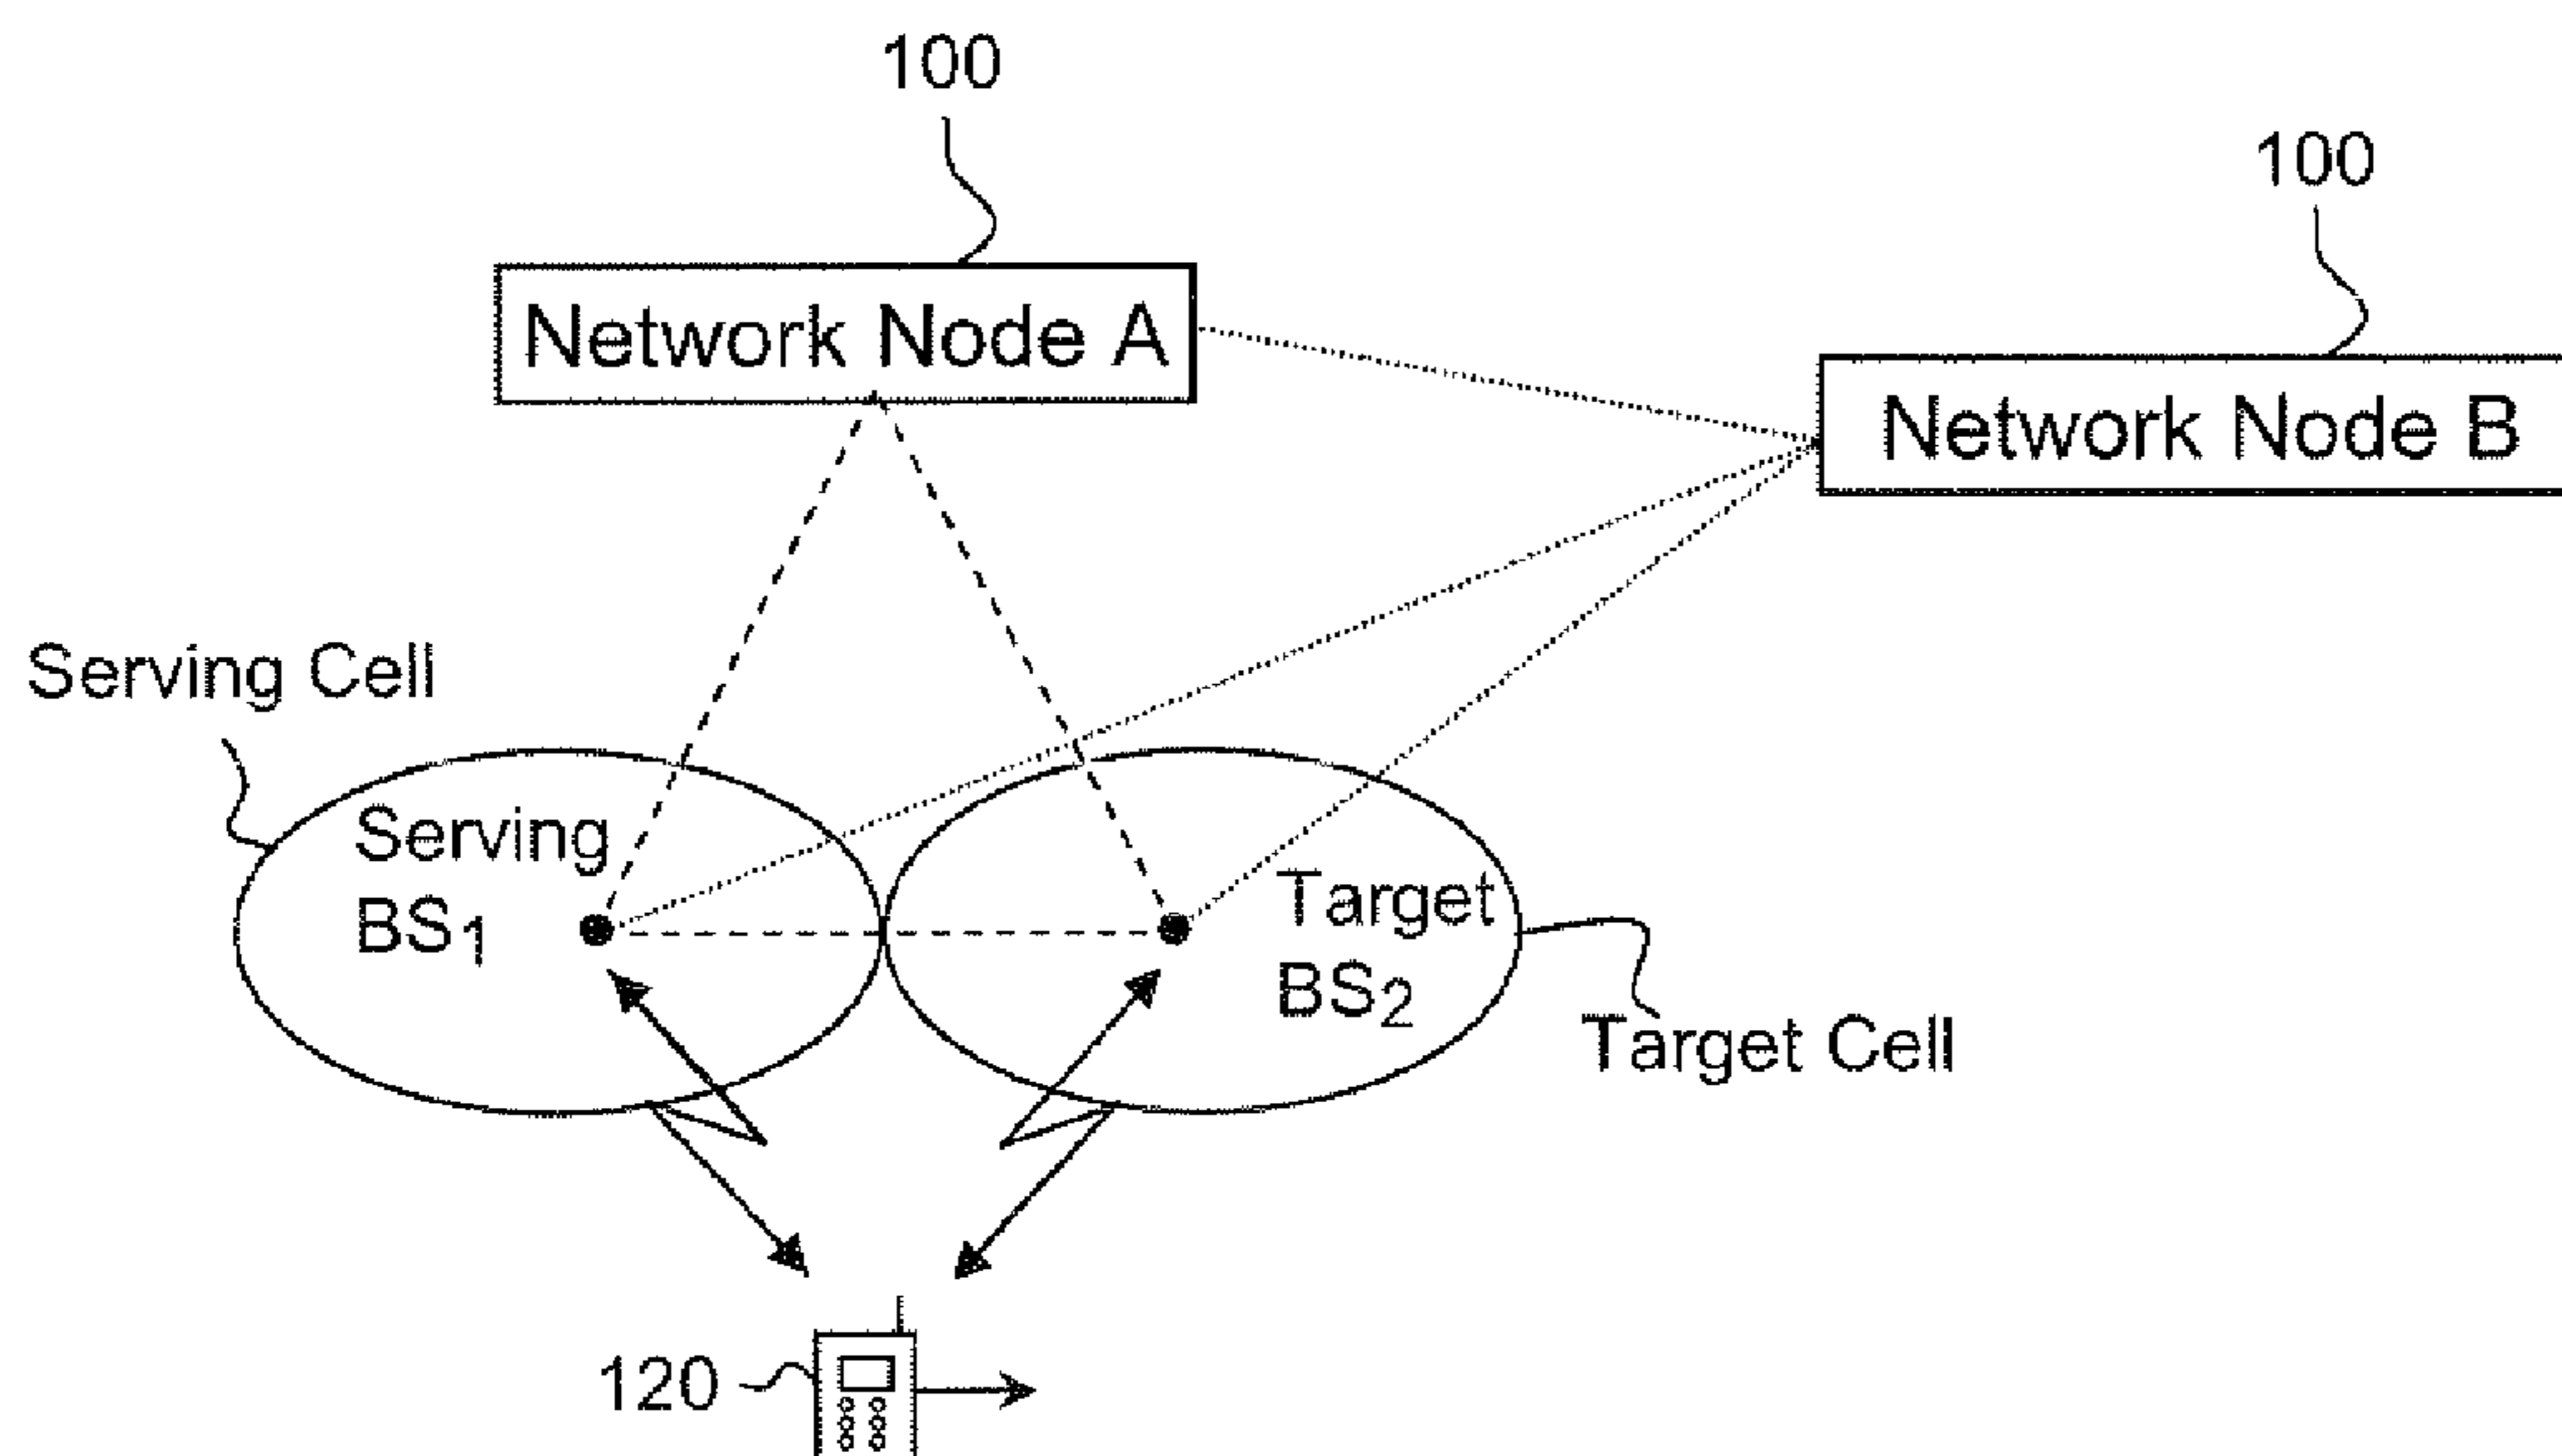 100
100
Network Node A
Network Node B
Serving Cell
Serving
BS1
Target
BS2
Target Cell
120